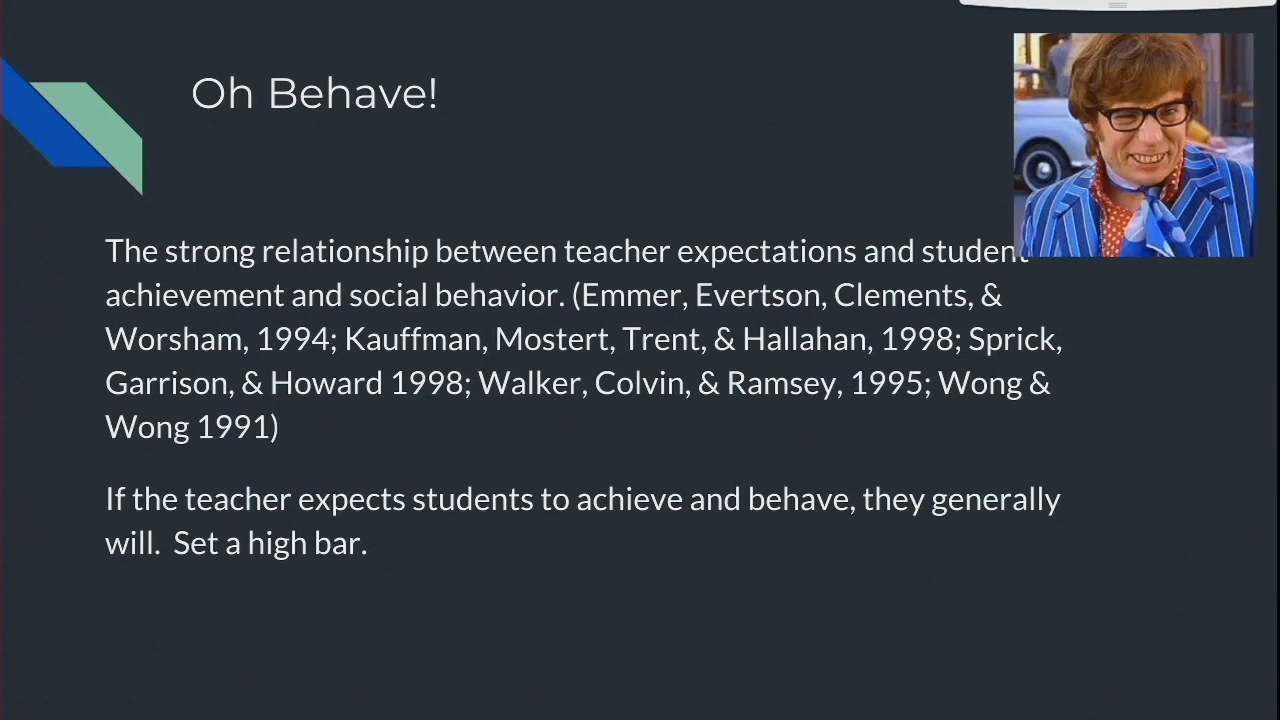 Oh Behave!
The strong relationship between teacher expectations and student
achievement and social behavior. (Emmer, Evertson, Clements, &
Worsham, 1994; Kauffman, Mostert, Trent, & Hallahan, 1998; Sprick,
Garrison, & Howard 1998; Walker, Colvin, & Ramsey, 1995; Wong &
Wong 1991)
If the teacher expects students to achieve and behave, they generally
will.  Set a high bar.